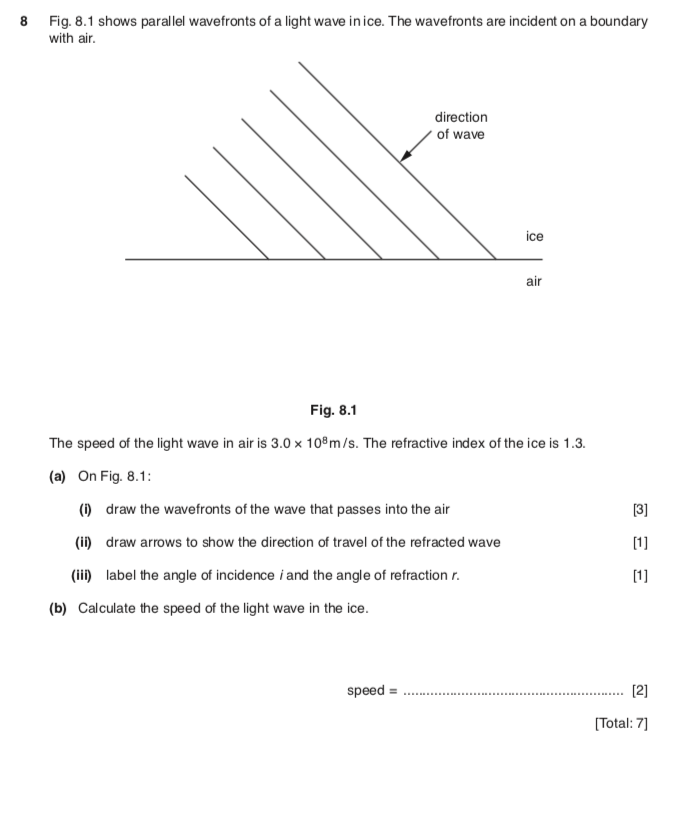 8 Fig. 8.1 shows parallel wavefronts of a light wave in ice. The wavefronts are incident on a boundary
with air.
direction
of wave
ice
air
Fig. 8.1
The speed of the light wave in air is 3.0 × 10⁸ m/s. The refractive index of the ice is 1.3.
(a) On Fig. 8.1:
(i) draw the wavefronts of the wave that passes into the air [3]
(ii) draw arrows to show the direction of travel of the refracted wave [1]
(iii) label the angle of incidence i and the angle of refraction r. [1]
(b) Calculate the speed of the light wave in the ice.
speed = ........................................................ [2]
[Total: 7]